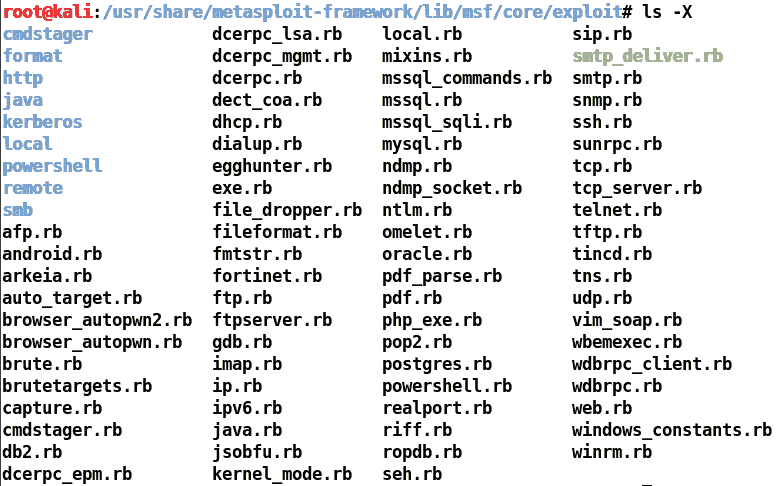 root@kali:/usr/share/metasploit-framework/lib/msf/core/exploit# ls -X
cmdstager dcerpc_lsa.rb local.rb sip.rb
format dcerpc_mgmt.rb mixins.rb smtp_deliver.rb
http dcerpc.rb mssql_commands.rb smtp.rb
java dect_coa.rb mssql.rb snmp.rb
kerberos dhcp.rb mssql_sqli.rb ssh.rb
local dialup.rb mysql.rb sunrpc.rb
powershell egghunter.rb ndmp.rb tcp.rb
remote exe.rb ndmp_socket.rb tcp_server.rb
smb file_dropper.rb ntlm.rb telnet.rb
afp.rb fileformat.rb omelet.rb tftp.rb
android.rb fmtstr.rb oracle.rb tincd.rb
arkeia.rb fortinet.rb pdf_parse.rb tns.rb
auto_target.rb ftp.rb pdf.rb udp.rb
browser_autopwn2.rb ftpserver.rb php_exe.rb vim_soap.rb
browser_autopwn.rb gdb.rb pop2.rb wbemexec.rb
brute.rb imap.rb postgres.rb wdbrpc_client.rb
brutetargets.rb ip.rb powershell.rb wdbrpc.rb
capture.rb ipv6.rb realport.rb web.rb
cmdstager.rb java.rb riff.rb windows_constants.rb
db2.rb jsobfu.rb ropdb.rb winrm.rb
dcerpc_epm.rb kernel_mode.rb seh.rb